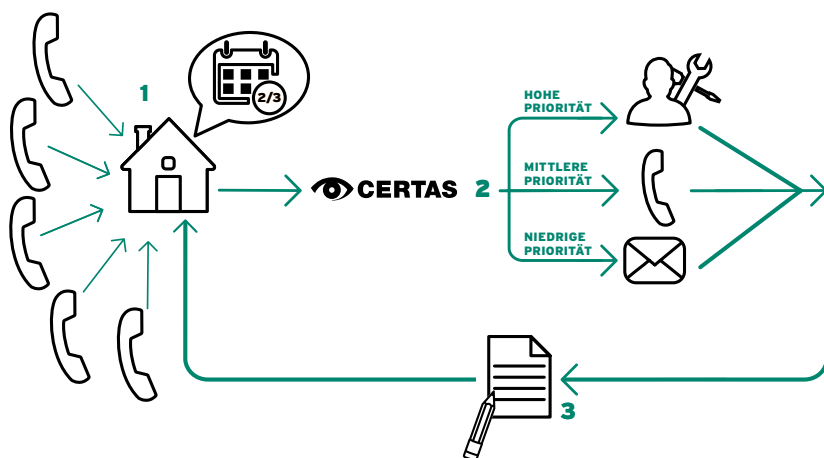 1
2/3
CERTAS
2
HOHE
PRIORITÄT
MITTLERE
PRIORITÄT
NIEDRIGE
PRIORITÄT
3